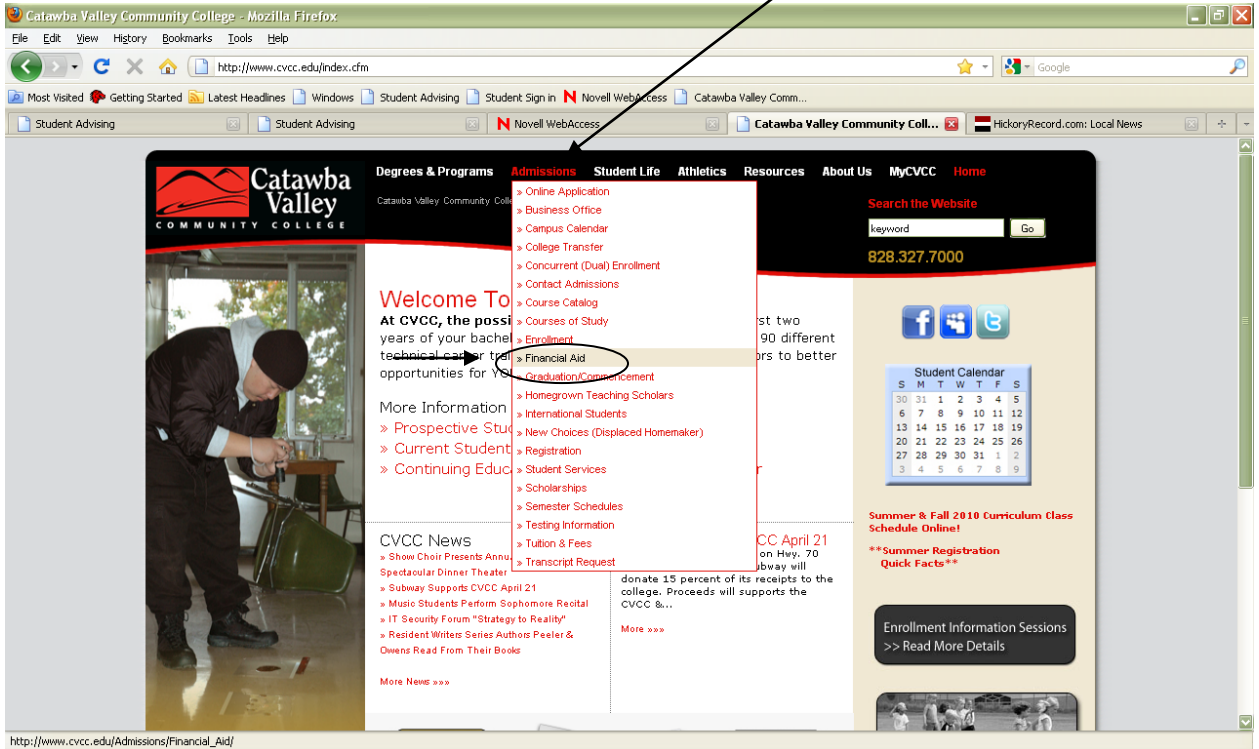 Catawba Valley Community College - Mozilla Firefox
File Edit View History Bookmarks Tools Help
http://www.cvcc.edu/index.cfm
Google
Most Visited Getting Started Latest Headlines Windows Student Advising Student Sign in Novell WebAccess Catawba Valley Comm...
Student Advising Student Advising Novell WebAccess Catawba Valley Community Coll... HickoryRecord.com: Local News
Catawba
Valley
COMMUNITY COLLEGE
Degrees & Programs Admissions Student Life Athletics Resources About Us MyCVCC Home
Catawba Valley Community Colle
» Online Application
» Business Office
» Campus Calendar
» College Transfer
» Concurrent (Dual) Enrollment
» Contact Admissions
» Course Catalog
» Courses of Study
» Enrollment
» Financial Aid
» Graduation/Commencement
» Homegrown Teaching Scholars
» International Students
» New Choices (Displaced Homemaker)
» Registration
» Student Services
» Scholarships
» Semester Schedules
» Testing Information
» Tuition & Fees
» Transcript Request
Search the Website
keyword Go
828.327.7000
Welcome To
At CVCC, the possi st two
years of your bachel 90 different
technical career trai rs to better
opportunities for YO
More Information
» Prospective Stud
» Current Student
» Continuing Educa r
CVCC News
» Show Choir Presents Annu
Spectacular Dinner Theater
» Subway Supports CVCC April 21
» Music Students Perform Sophomore Recital
» IT Security Forum "Strategy to Reality"
» Resident Writers Series Authors Peeler &
Owens Read From Their Books
More News »»»
CC April 21
on Hwy. 70
ubway will
donate 15 percent of its receipts to the
college. Proceeds will supports the
CVCC &...
More »»»
Student Calendar
S M T W T F S
30 31 1 2 3 4 5
6 7 8 9 10 11 12
13 14 15 16 17 18 19
20 21 22 23 24 25 26
27 28 29 30 31 1 2
3 4 5 6 7 8 9
Summer & Fall 2010 Curriculum Class
Schedule Online!
**Summer Registration
Quick Facts**
Enrollment Information Sessions
>> Read More Details
http://www.cvcc.edu/Admissions/Financial_Aid/